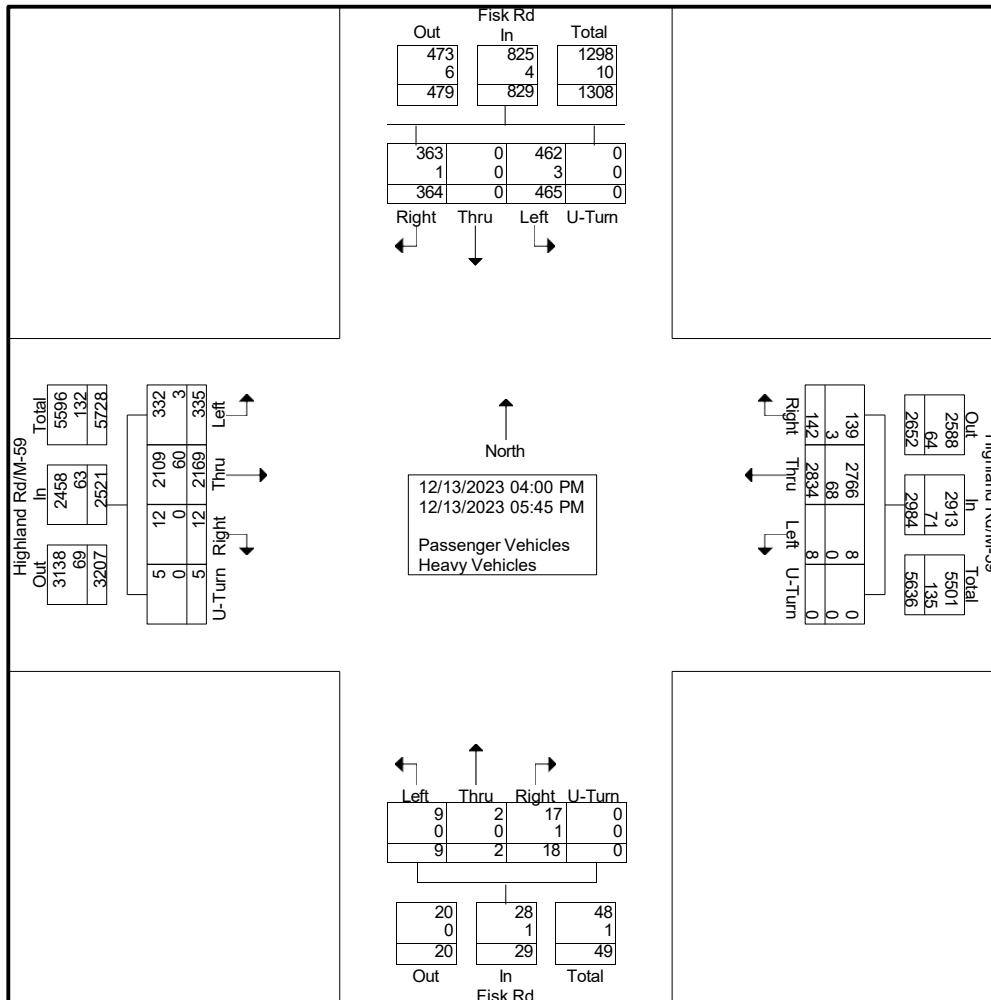 Fisk Rd
Out In Total
473 825 1298
6 4 10
479 829 1308
363 0 462 0
1 0 3 0
364 0 465 0
Right Thru Left U-Turn
Highland Rd/M-59
Total In Out
5596 2458 3138
132 63 69
5728 2521 3207
332 2109 12 5
3 60 0 0
335 2169 12 5
Left Thru Right U-Turn
North
12/13/2023 04:00 PM
12/13/2023 05:45 PM
Passenger Vehicles
Heavy Vehicles
Highland Rd/M-59
Out In Total
2588 2913 5501
64 71 135
2652 2984 5636
139 2766 8 0
3 68 0 0
142 2834 8 0
Right Thru Left U-Turn
Left Thru Right U-Turn
9 2 17 0
0 0 1 0
9 2 18 0
20 28 48
0 1 1
20 29 49
Out In Total
Fisk Rd